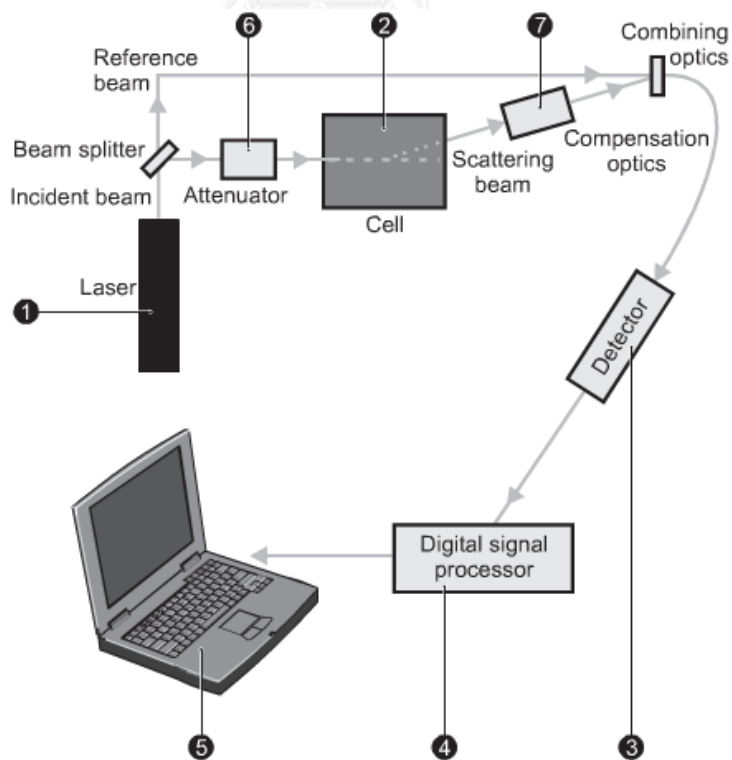 6
2
7
Combining
optics
Reference
beam
Beam splitter
Incident beam
Attenuator
Scattering
beam
Compensation
optics
Cell
Laser
1
Detector
3
Digital signal
processor
5
4